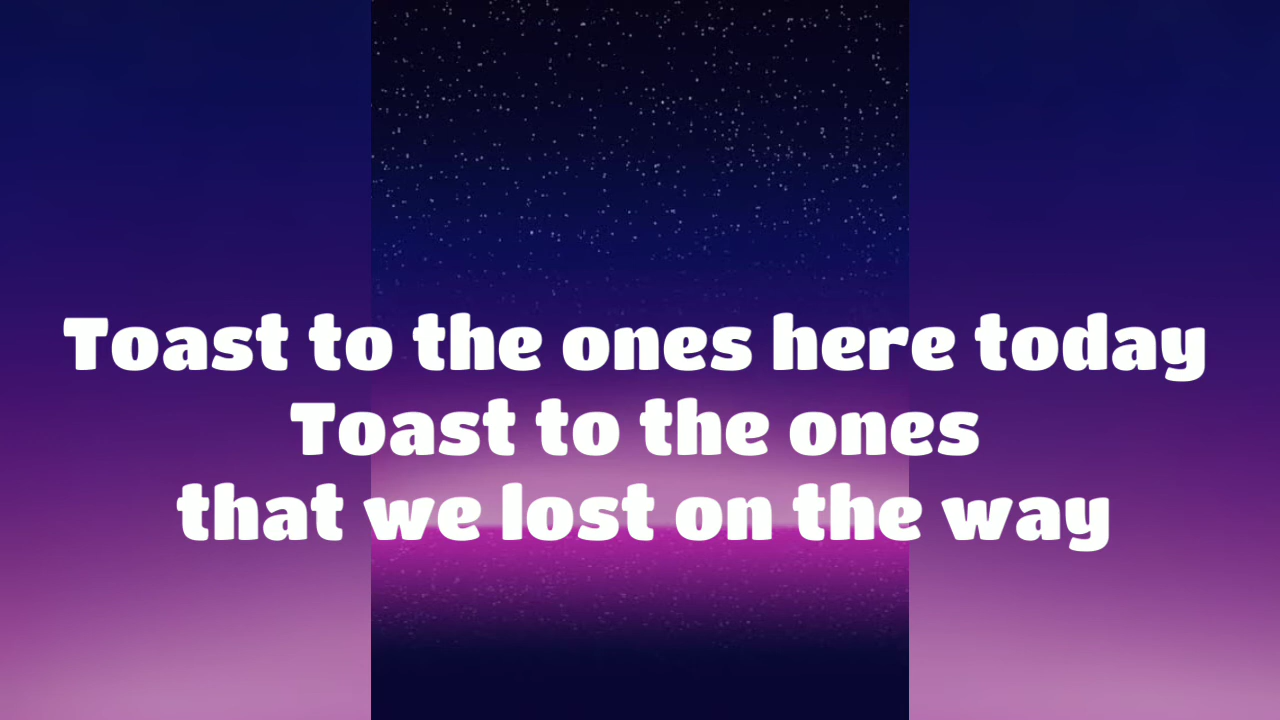 Toast to the ones here today
Toast to the ones
that we lost on the way